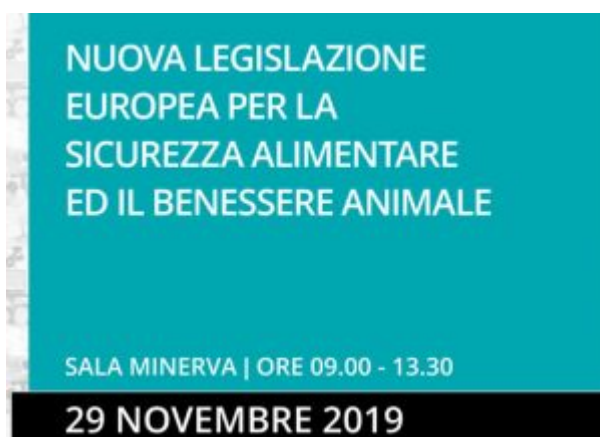 NUOVA LEGISLAZIONE
EUROPEA PER LA
SICUREZZA ALIMENTARE
ED IL BENESSERE ANIMALE
SALA MINERVA | ORE 09.00 - 13.30
29 NOVEMBRE 2019